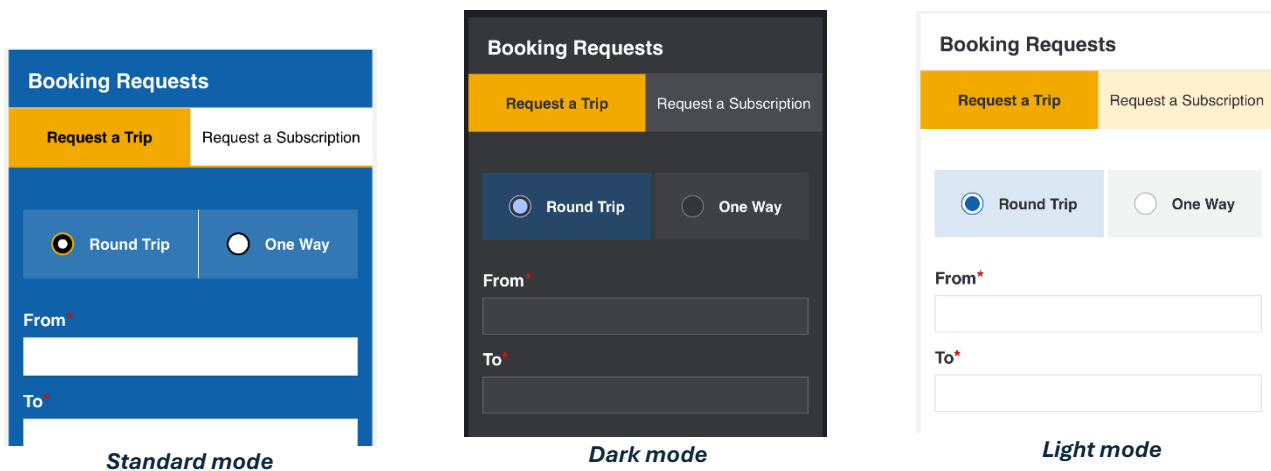 Booking Requests
Request a Trip
Request a Subscription
Round Trip
One Way
From*
To*
Standard mode
Booking Requests
Request a Trip
Request a Subscription
Round Trip
One Way
From*
To*
Dark mode
Booking Requests
Request a Trip
Request a Subscription
Round Trip
One Way
From*
To*
Light mode